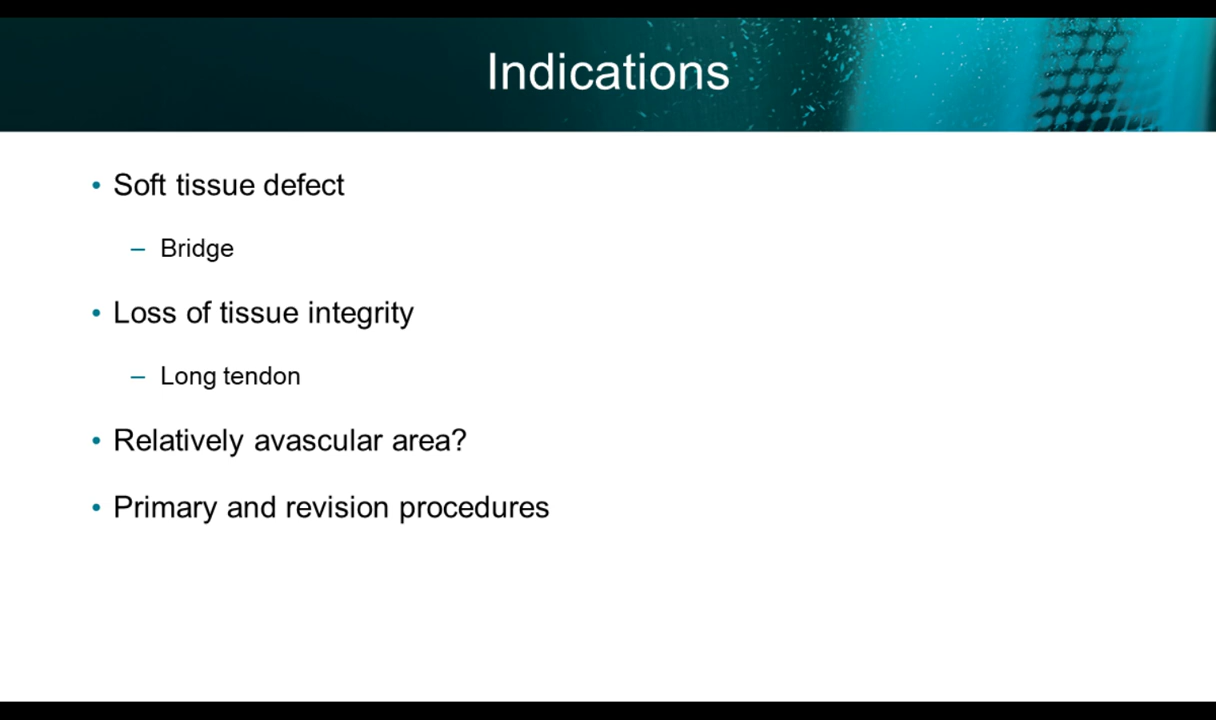 Indications
• Soft tissue defect
– Bridge
• Loss of tissue integrity
– Long tendon
• Relatively avascular area?
• Primary and revision procedures